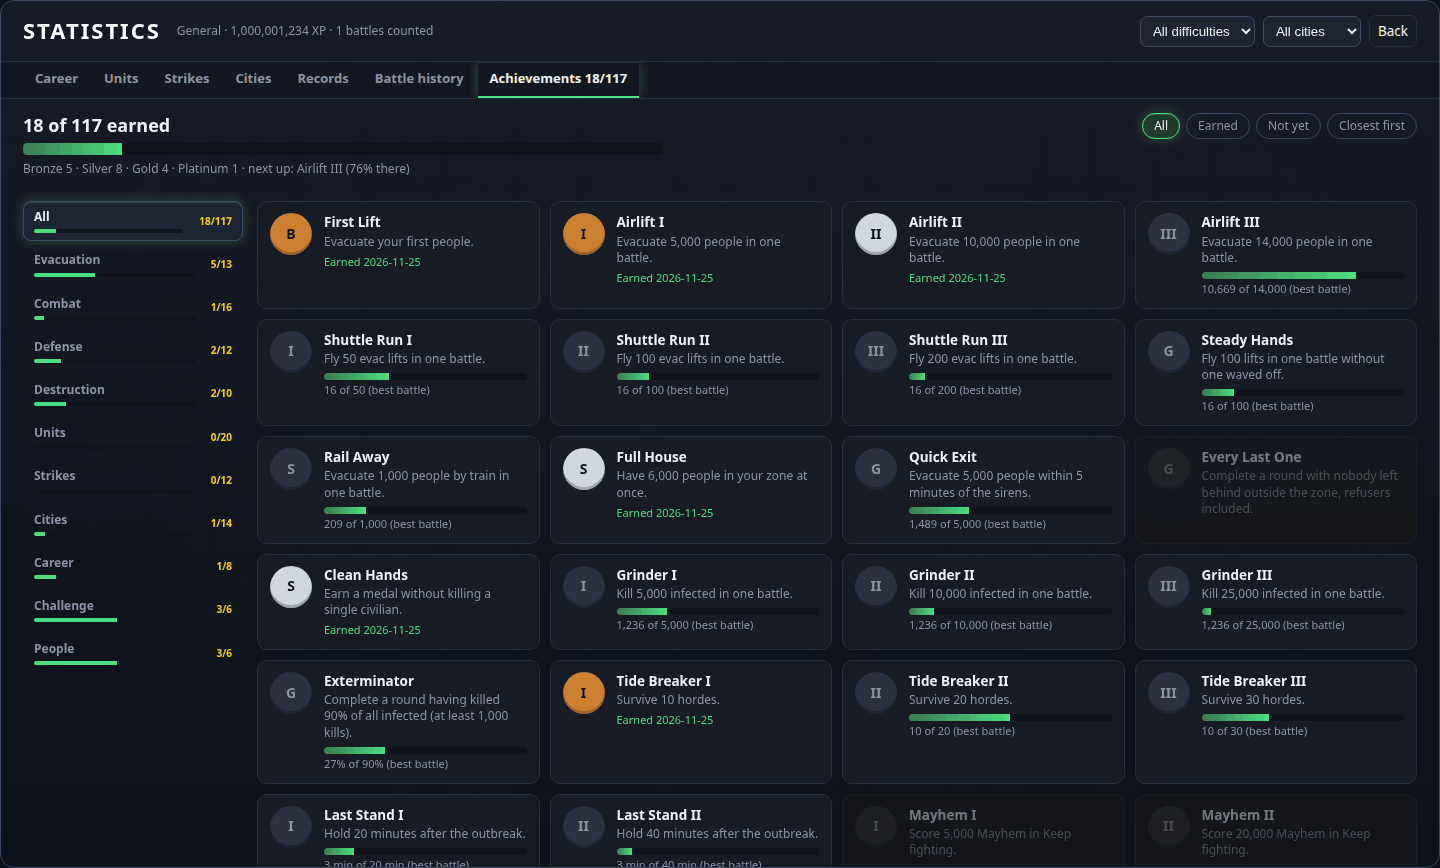 STATISTICS
General · 1,000,001,234 XP · 1 battles counted
All difficulties
All cities
Back
Career
Units
Strikes
Cities
Records
Battle history
Achievements 18/117
18 of 117 earned
All
Earned
Not yet
Closest first
Bronze 5 · Silver 8 · Gold 4 · Platinum 1 · next up: Airlift III (76% there)
All
18/117
Evacuation
5/13
Combat
1/16
Defense
2/12
Destruction
2/10
Units
0/20
Strikes
0/12
Cities
1/14
Career
1/8
Challenge
3/6
People
3/6
B
First Lift
Evacuate your first people.
Earned 2026-11-25
I
Airlift I
Evacuate 5,000 people in one
battle.
Earned 2026-11-25
II
Airlift II
Evacuate 10,000 people in one
battle.
Earned 2026-11-25
III
Airlift III
Evacuate 14,000 people in one
battle.
10,669 of 14,000 (best battle)
I
Shuttle Run I
Fly 50 evac lifts in one battle.
16 of 50 (best battle)
II
Shuttle Run II
Fly 100 evac lifts in one battle.
16 of 100 (best battle)
III
Shuttle Run III
Fly 200 evac lifts in one battle.
16 of 200 (best battle)
G
Steady Hands
Fly 100 lifts in one battle without
one waved off.
16 of 100 (best battle)
S
Rail Away
Evacuate 1,000 people by train in
one battle.
209 of 1,000 (best battle)
S
Full House
Have 6,000 people in your zone at
once.
Earned 2026-11-25
G
Quick Exit
Evacuate 5,000 people within 5
minutes of the sirens.
1,489 of 5,000 (best battle)
G
Every Last One
Complete a round with nobody left
behind outside the zone, refusers
included.
S
Clean Hands
Earn a medal without killing a
single civilian.
Earned 2026-11-25
I
Grinder I
Kill 5,000 infected in one battle.
1,236 of 5,000 (best battle)
II
Grinder II
Kill 10,000 infected in one battle.
1,236 of 10,000 (best battle)
III
Grinder III
Kill 25,000 infected in one battle.
1,236 of 25,000 (best battle)
G
Exterminator
Complete a round having killed
90% of all infected (at least 1,000
kills).
27% of 90% (best battle)
I
Tide Breaker I
Survive 10 hordes.
Earned 2026-11-25
II
Tide Breaker II
Survive 20 hordes.
10 of 20 (best battle)
III
Tide Breaker III
Survive 30 hordes.
10 of 30 (best battle)
I
Last Stand I
Hold 20 minutes after the outbreak.
3 min of 20 min (best battle)
II
Last Stand II
Hold 40 minutes after the outbreak.
3 min of 40 min (best battle)
I
Mayhem I
Score 5,000 Mayhem in Keep
fighting.
II
Mayhem II
Score 20,000 Mayhem in Keep
fighting.